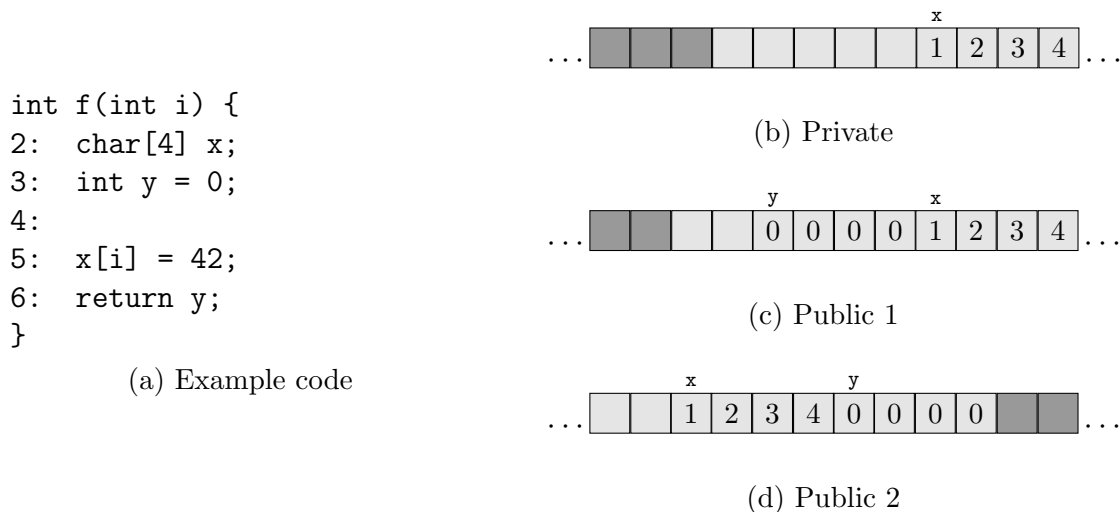 int f(int i) {
2: char[4] x;
3: int y = 0;
4:
5: x[i] = 42;
6: return y;
}
(a) Example code
x
... 1 2 3 4 ...
(b) Private
y x
... 0 0 0 0 1 2 3 4 ...
(c) Public 1
x y
... 1 2 3 4 0 0 0 0 ...
(d) Public 2